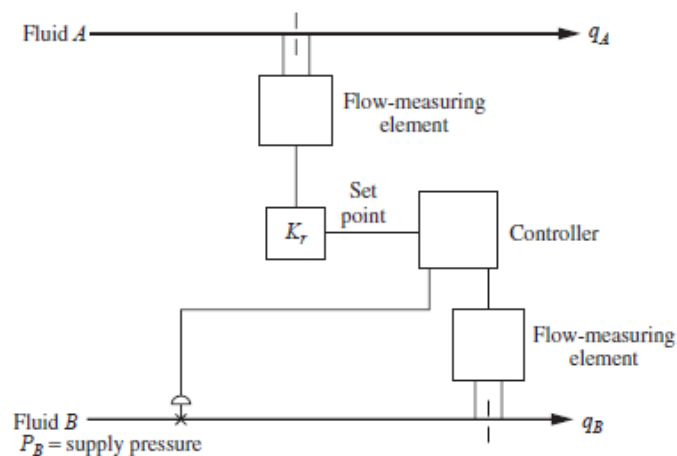 Fluid A
q_A
Flow-measuring
element
Set
point
K_r
Controller
Flow-measuring
element
Fluid B
q_B
P_B = supply pressure